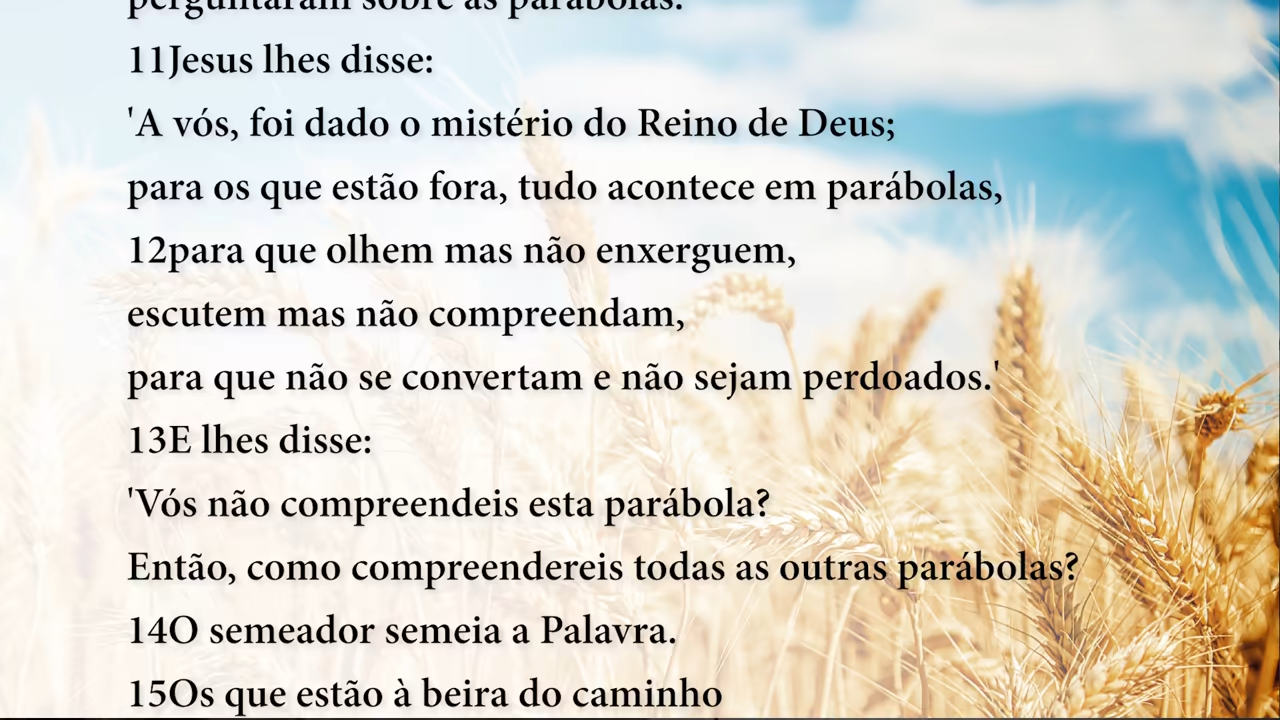 perguntaram sobre as parábolas.
11Jesus lhes disse:
'A vós, foi dado o mistério do Reino de Deus;
para os que estão fora, tudo acontece em parábolas,
12para que olhem mas não enxerguem,
escutem mas não compreendam,
para que não se convertam e não sejam perdoados.'
13E lhes disse:
'Vós não compreendeis esta parábola?
Então, como compreendereis todas as outras parábolas?
14O semeador semeia a Palavra.
15Os que estão à beira do caminho